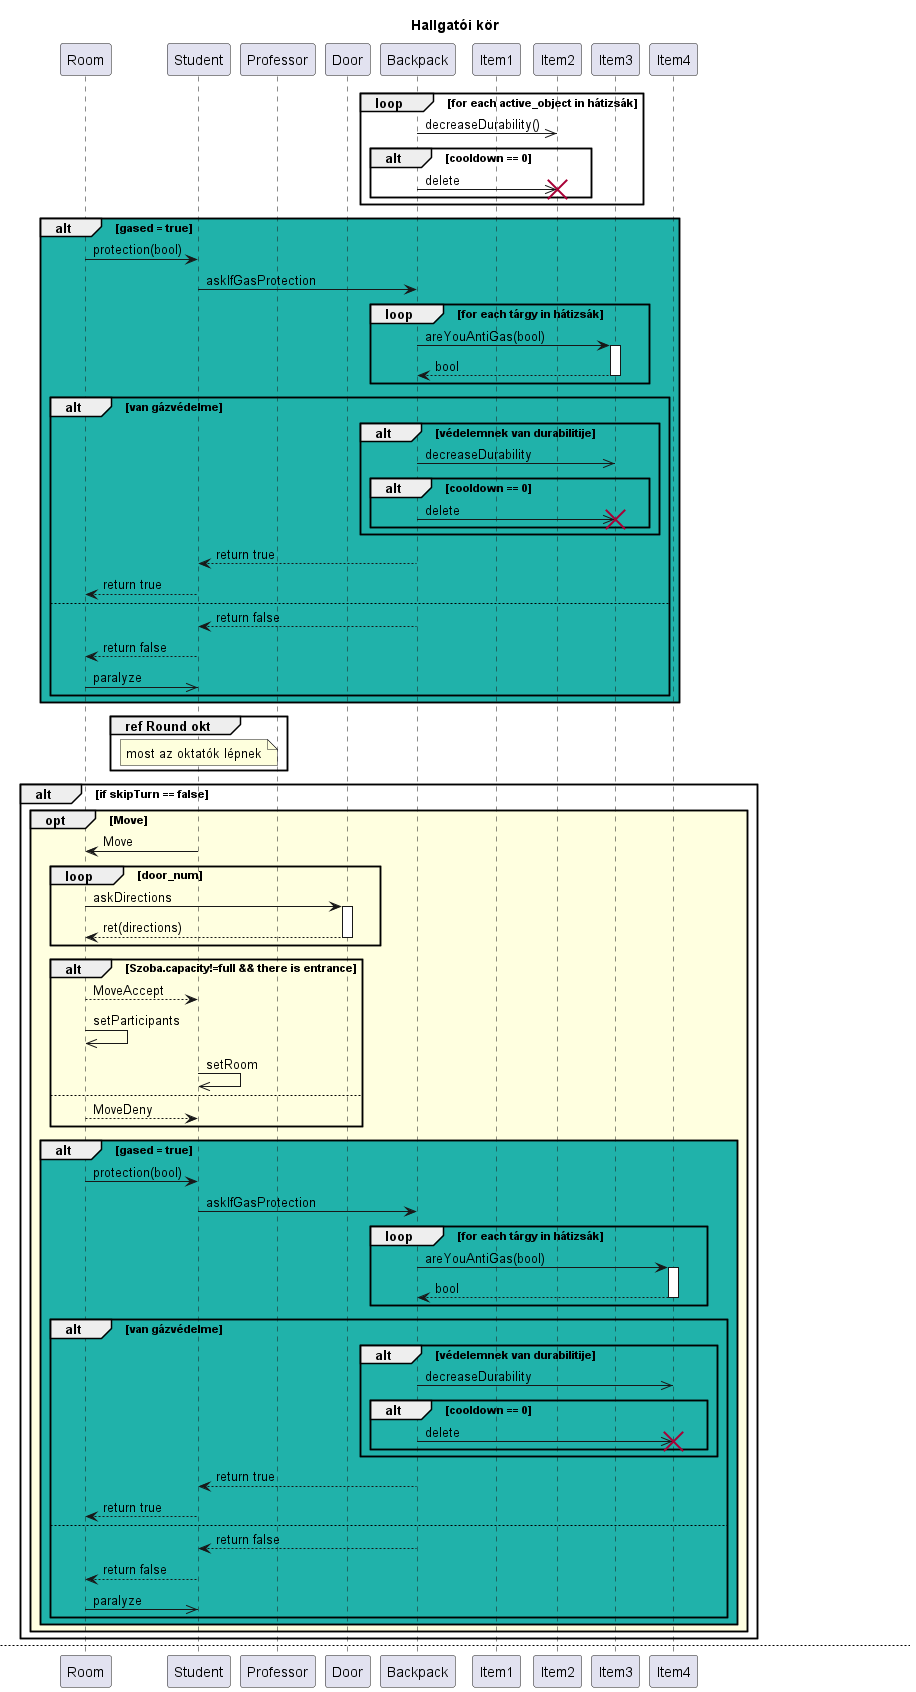 Hallgatói kör
Room Student Professor Door Backpack Item1 Item2 Item3 Item4
loop [for each active_object in hátizsák]
decreaseDurability()
alt [cooldown == 0]
delete
alt [gased = true]
protection(bool)
askIfGasProtection
loop [for each tárgy in hátizsák]
areYouAntiGas(bool)
bool
alt [van gázvédelme]
alt [védelemnek van durabilitije]
decreaseDurability
alt [cooldown == 0]
delete
return true
return true
return false
return false
paralyze
ref Round okt
most az oktatók lépnek
alt [if skipTurn == false]
opt [Move]
Move
loop [door_num]
askDirections
ret(directions)
alt [Szoba.capacity!=full && there is entrance]
MoveAccept
setParticipants
setRoom
MoveDeny
alt [gased = true]
protection(bool)
askIfGasProtection
loop [for each tárgy in hátizsák]
areYouAntiGas(bool)
bool
alt [van gázvédelme]
alt [védelemnek van durabilitije]
decreaseDurability
alt [cooldown == 0]
delete
return true
return true
return false
return false
paralyze
Room Student Professor Door Backpack Item1 Item2 Item3 Item4